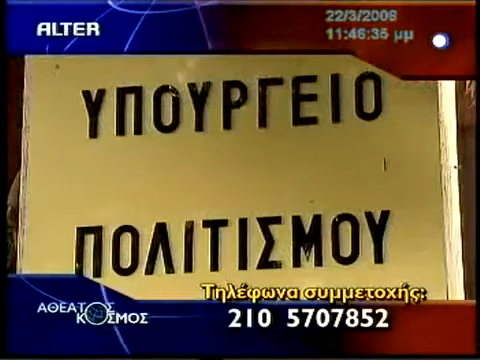 ALTER
22/3/2008
11:46:35 μμ
ΥΠΟΥΡΓΕΙΟ
ΠΟΛΙΤΙΣΜΟΥ
Τηλέφωνα συμμετοχής:
210 5707852
ΑΘΕΑΤΟΣ
ΚΟΣΜΟΣ